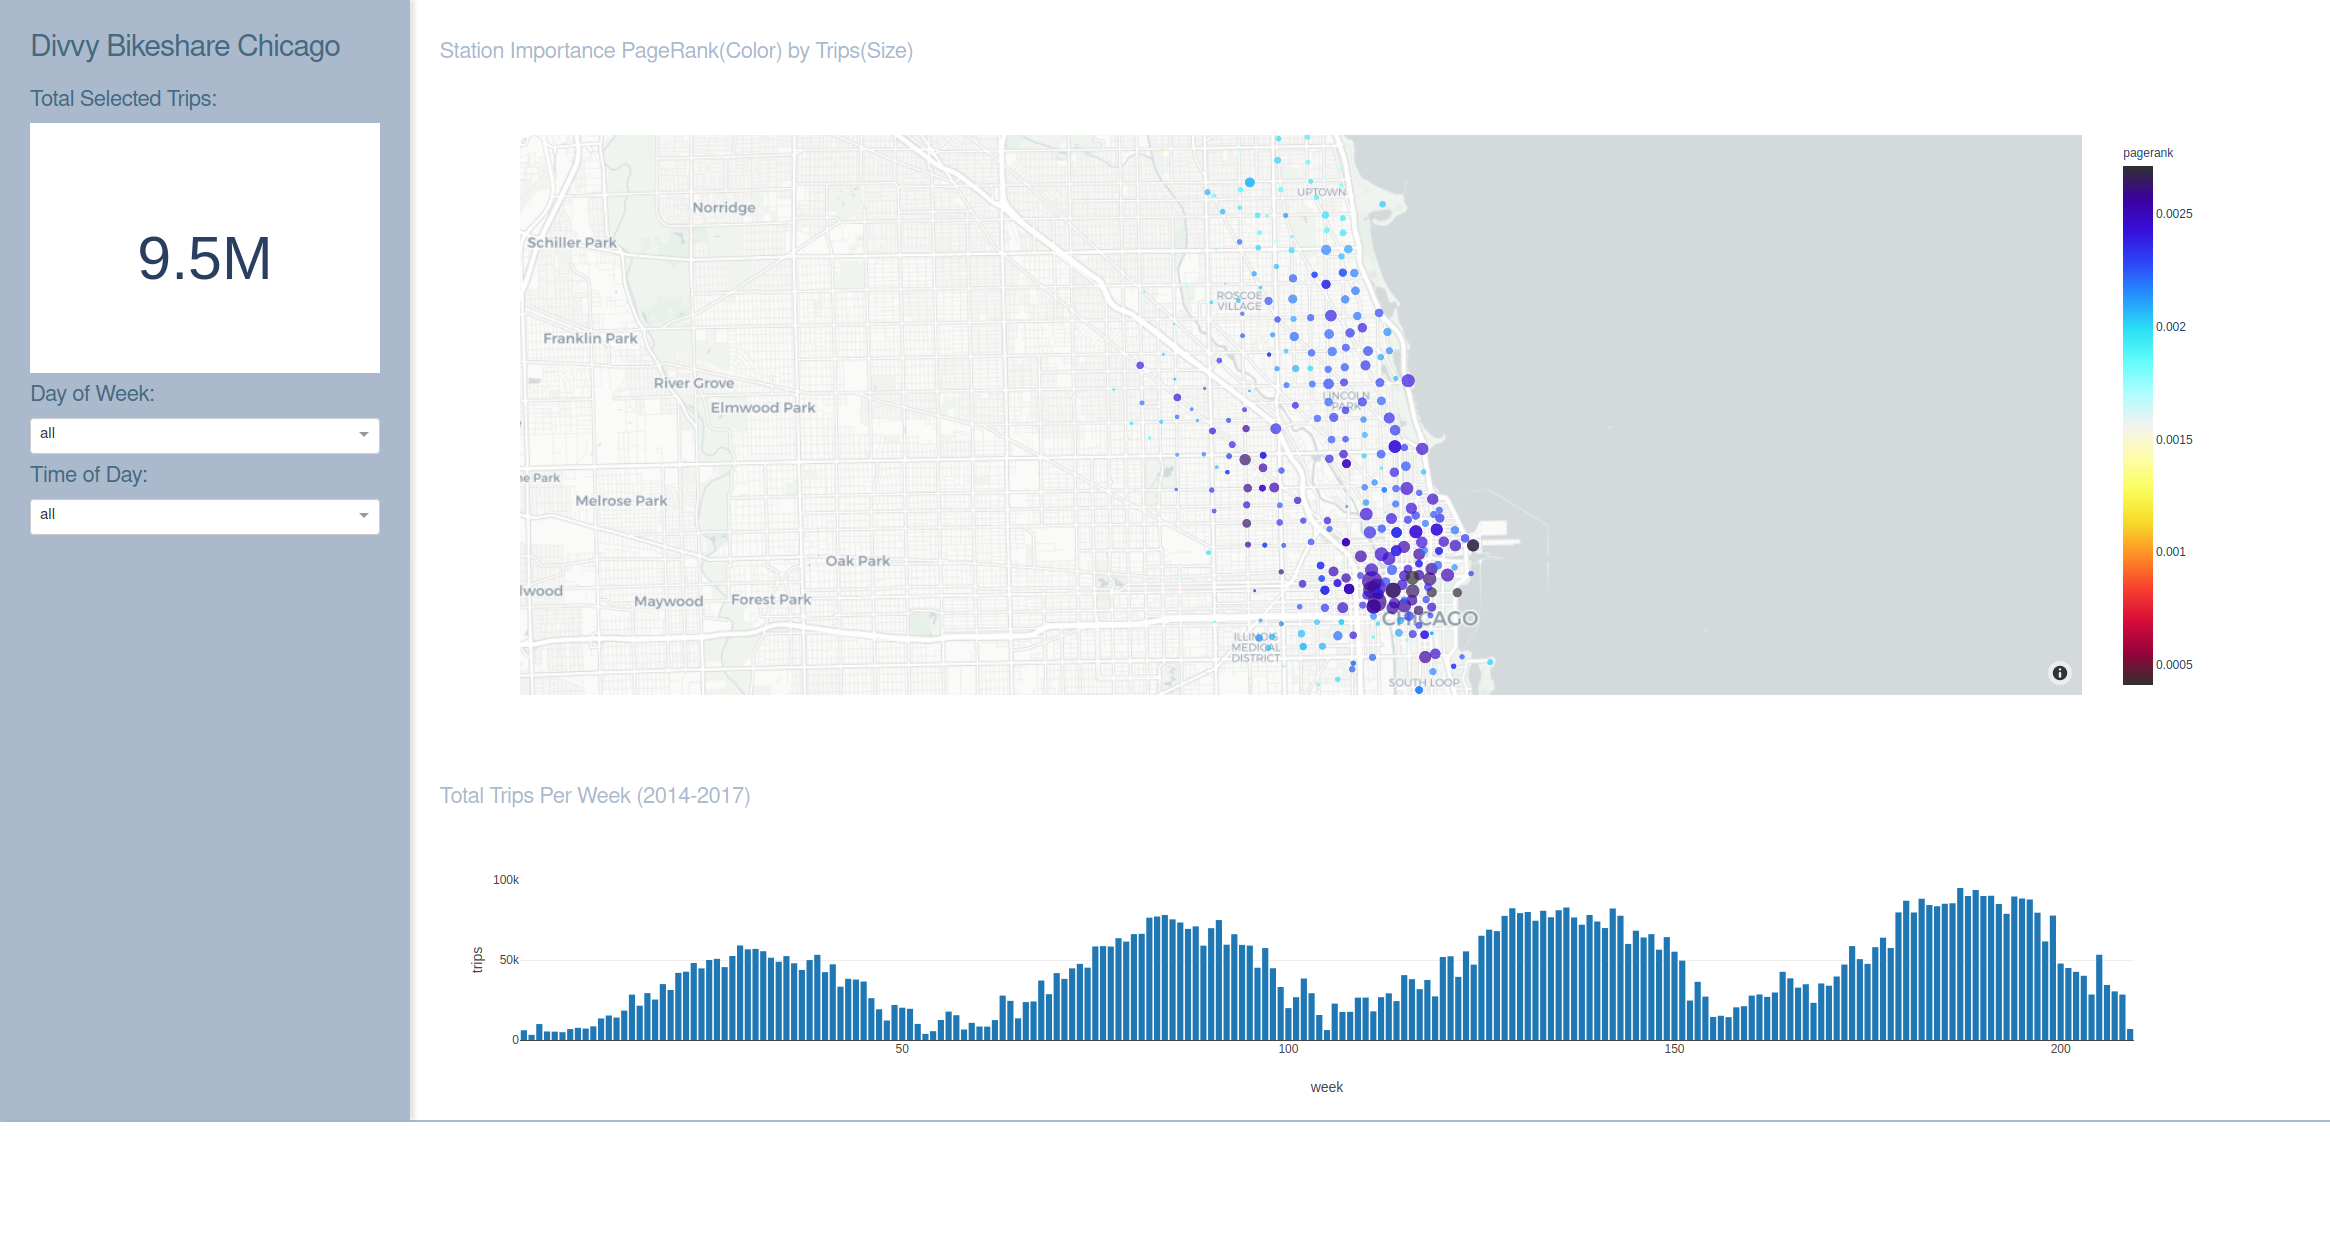 Divvy Bikeshare Chicago
Total Selected Trips:
9.5M
Day of Week:
all
Time of Day:
all
Station Importance PageRank(Color) by Trips(Size)
UPTOWN
Norridge
Schiller Park
ROSCOE
VILLAGE
Franklin Park
River Grove
Elmwood Park
LINCOLN
PARK
ne Park
Melrose Park
Oak Park
lwood
Maywood
Forest Park
CHICAGO
ILLINOIS
MEDICAL
DISTRICT
SOUTH LOOP
pagerank
0.0025
0.002
0.0015
0.001
0.0005
Total Trips Per Week (2014-2017)
100k
50k
0
trips
50
100
150
200
week